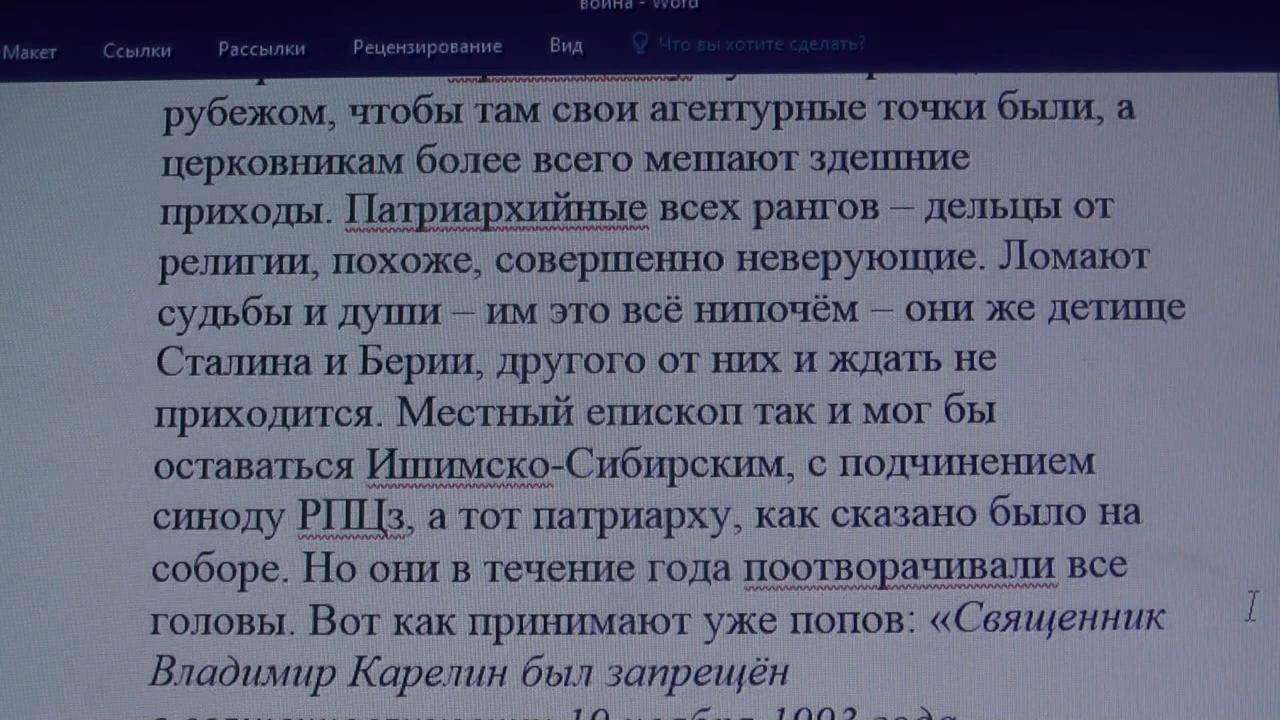 война - Word
Макет Ссылки Рассылки Рецензирование Вид Что вы хотите сделать?
рубежом, чтобы там свои агентурные точки были, а
церковникам более всего мешают здешние
приходы. Патриархийные всех рангов – дельцы от
религии, похоже, совершенно неверующие. Ломают
судьбы и души – им это всё нипочём – они же детище
Сталина и Берии, другого от них и ждать не
приходится. Местный епископ так и мог бы
оставаться Ишимско-Сибирским, с подчинением
синоду РПЦз, а тот патриарху, как сказано было на
соборе. Но они в течение года поотворачивали все
головы. Вот как принимают уже попов: «Священник
Владимир Карелин был запрещён